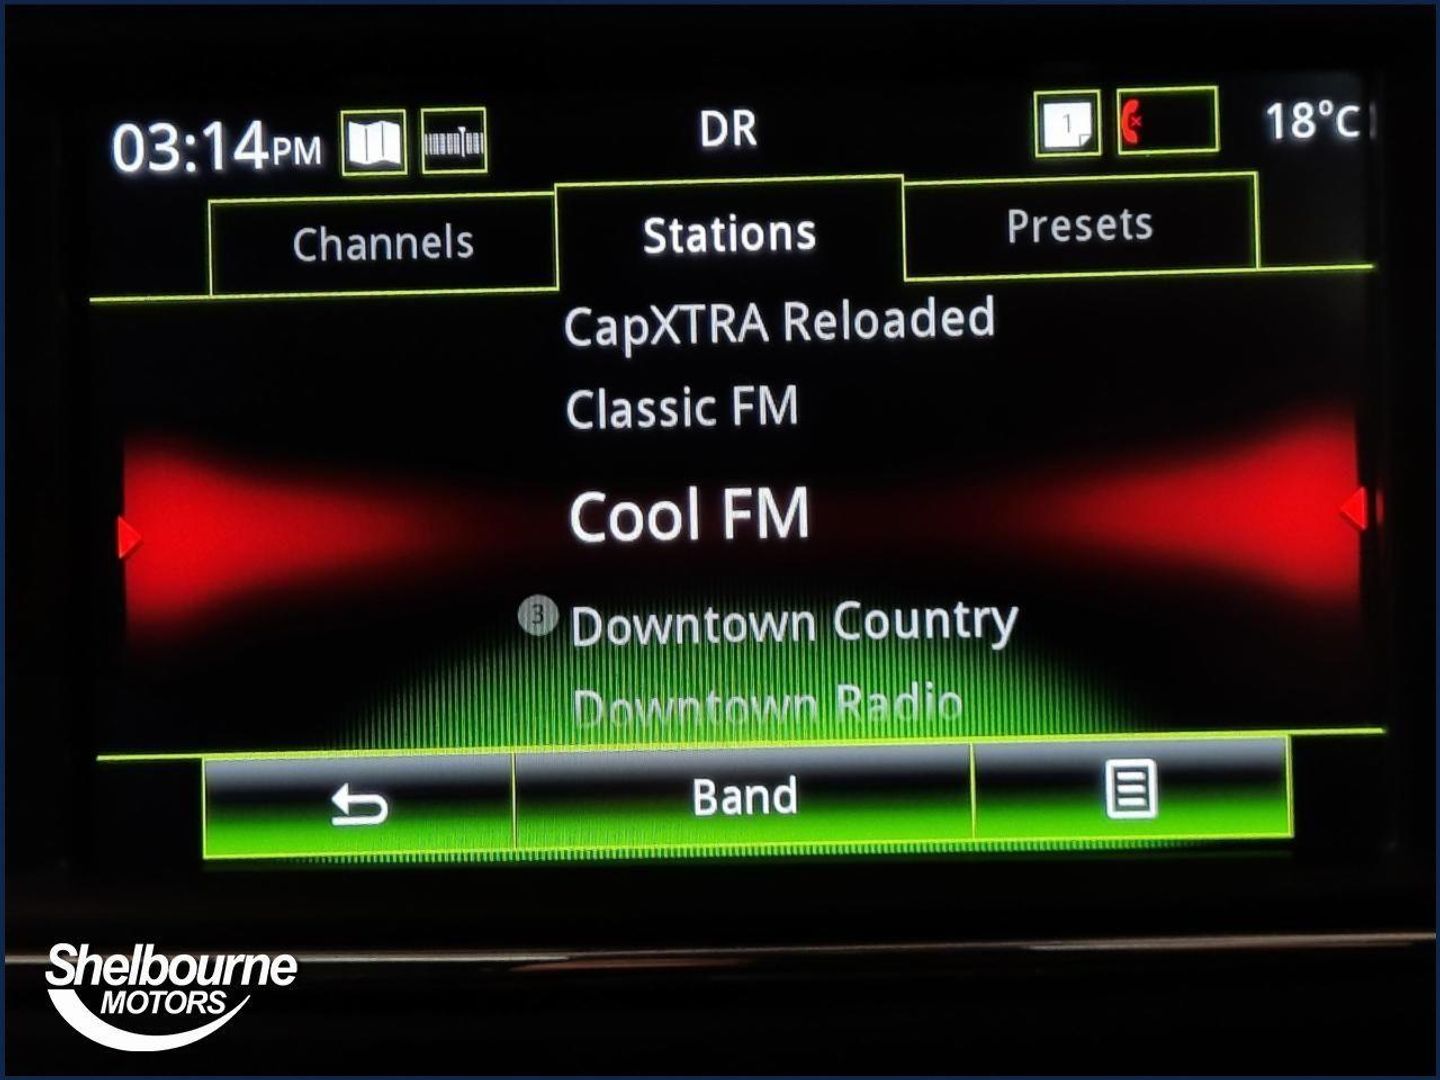 03:14PM
DR
1
18°C
Channels
Stations
Presets
CapXTRA Reloaded
Classic FM
Cool FM
3 Downtown Country
Downtown Radio
Band
Shelbourne
MOTORS